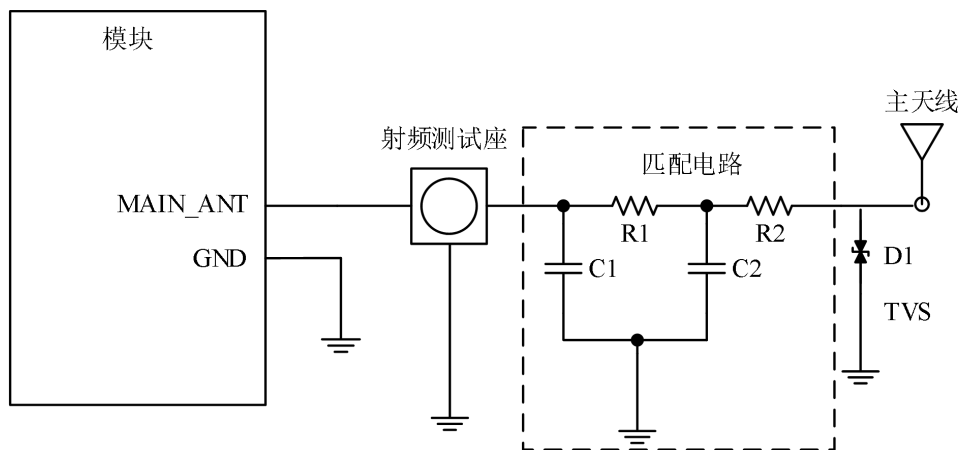 模块
主天线
射频测试座
匹配电路
MAIN_ANT
R1
R2
GND
C1
C2
D1
TVS